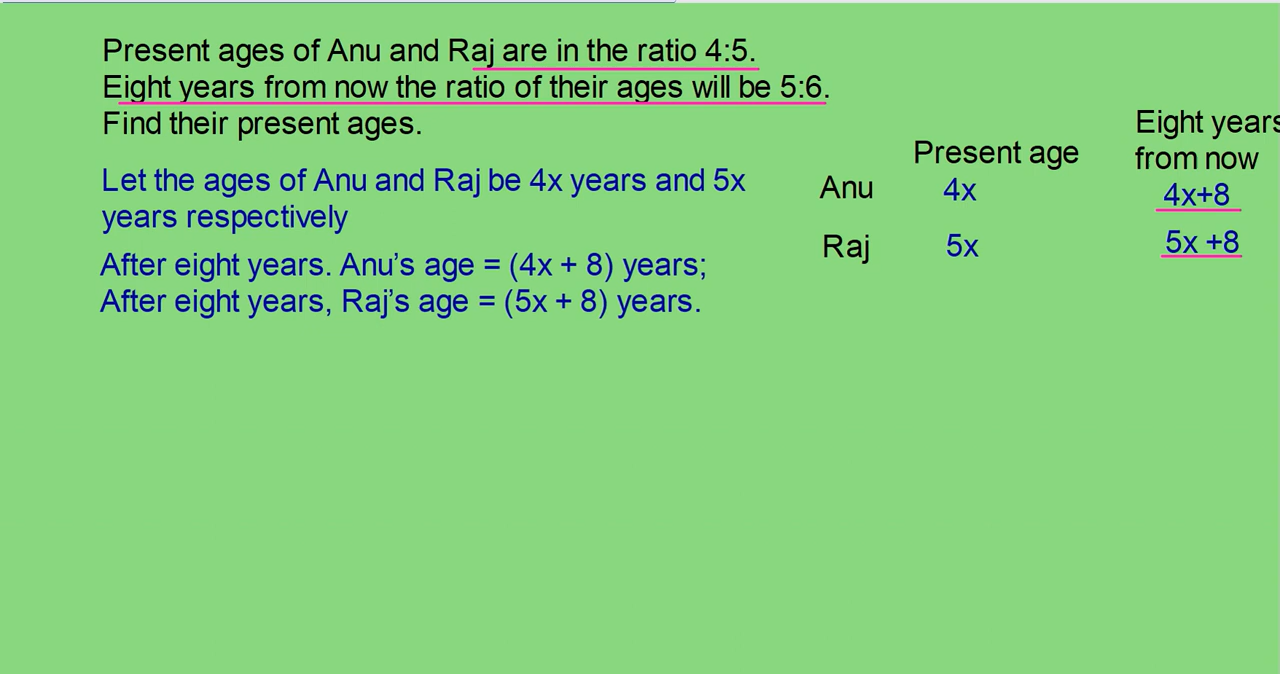 Present ages of Anu and Raj are in the ratio 4:5.
Eight years from now the ratio of their ages will be 5:6.
Find their present ages.
Let the ages of Anu and Raj be 4x years and 5x
years respectively
After eight years. Anu’s age = (4x + 8) years;
After eight years, Raj’s age = (5x + 8) years.
Present age
Eight years
from now
Anu 4x 4x+8
Raj 5x 5x +8